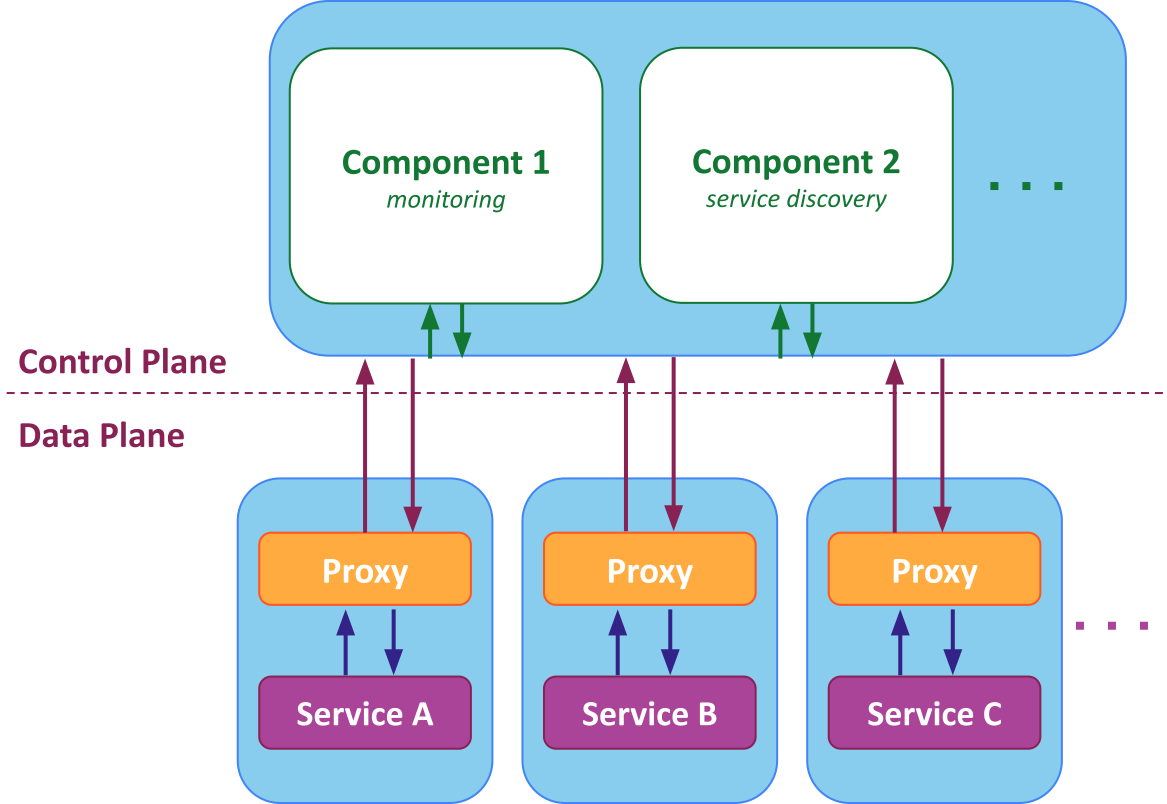 Component 1
monitoring
Component 2
service discovery
. . .
Control Plane
Data Plane
Proxy
Proxy
Proxy
. . .
Service A
Service B
Service C